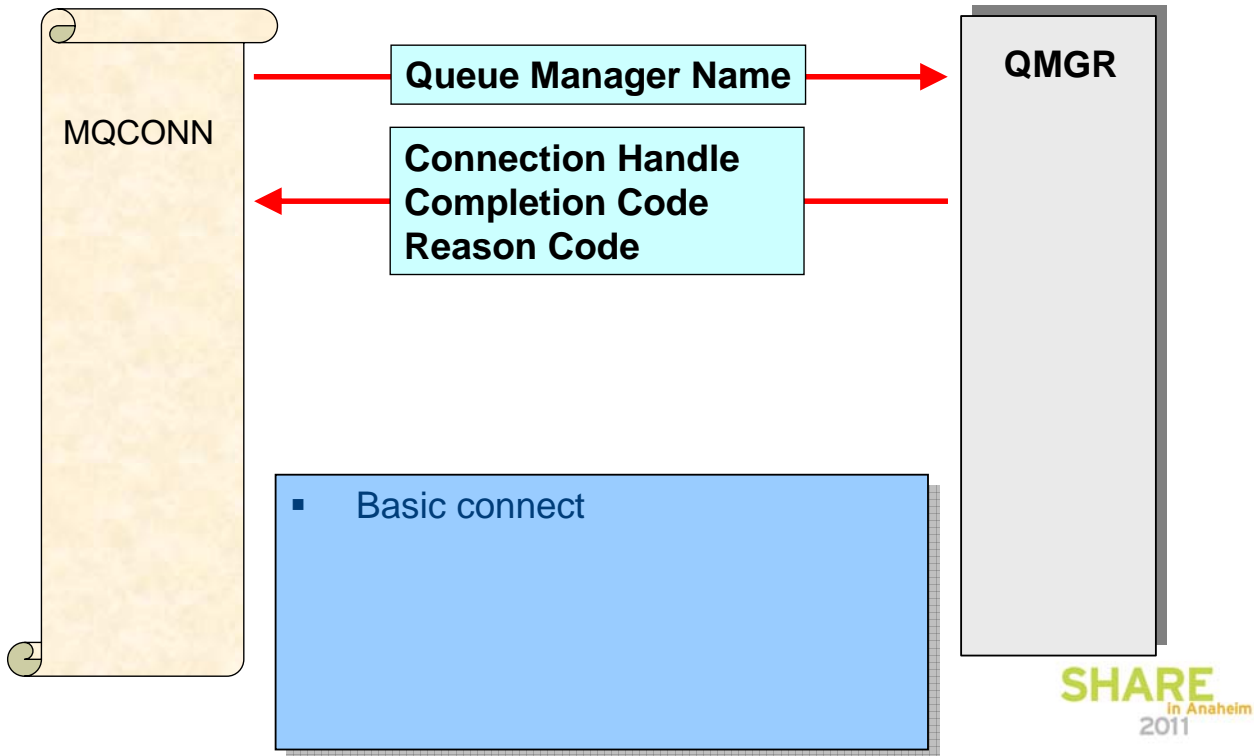 MQCONN
Queue Manager Name
Connection Handle
Completion Code
Reason Code
QMGR
▪ Basic connect
SHARE
in Anaheim
2011